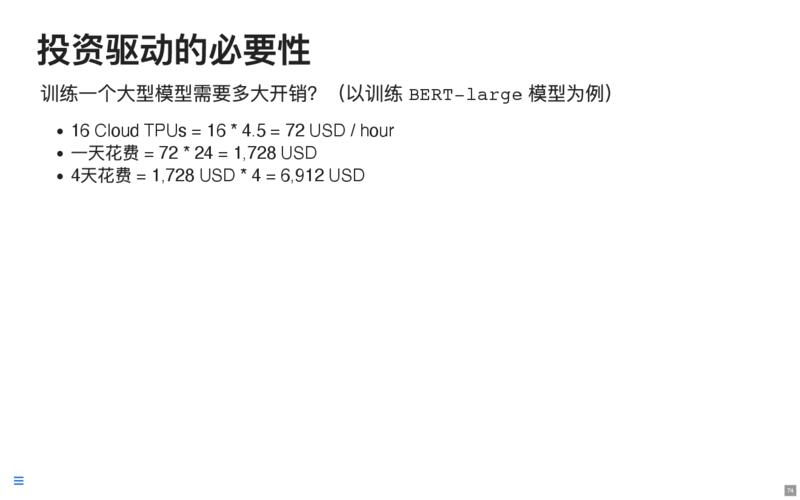 投资驱动的必要性
训练一个大型模型需要多大开销？（以训练 BERT-large 模型为例）
• 16 Cloud TPUs = 16 * 4.5 = 72 USD / hour
• 一天花费 = 72 * 24 = 1,728 USD
• 4天花费 = 1,728 USD * 4 = 6,912 USD
74